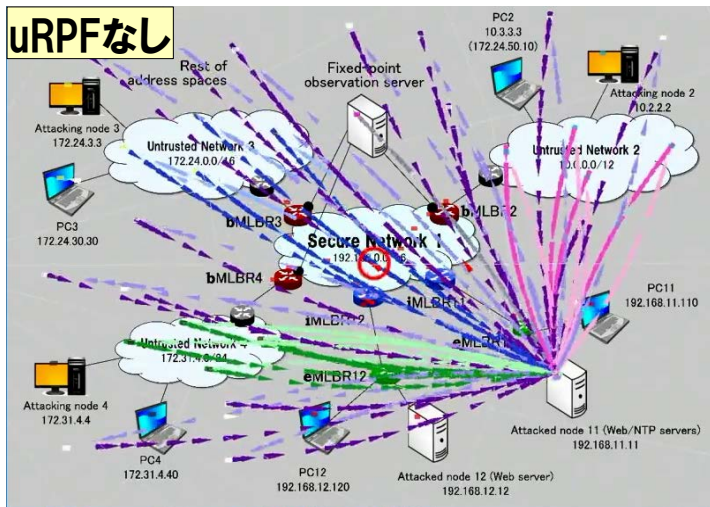 uRPFなし
PC2
10.3.3.3
(172.24.50.10)
Rest of
address spaces
Fixed-point
observation server
Attacking node 2
10.2.2.2
Attacking node 3
172.24.3.3
Untrusted Network 3
172.24.0.0/16
Untrusted Network 2
10.0.0.0/12
PC3
172.24.30.30
bMLBR3
bMLBR2
Secure Network 1
bMLBR4
iMLBR11
PC11
192.168.11.110
Untrusted Network 4
eMLBR12
Attacking node 4
172.31.4.4
PC4
172.31.4.40
PC12
192.168.12.120
Attacked node 12 (Web server)
192.168.12.12
Attacked node 11 (Web/NTP servers)
192.168.11.11